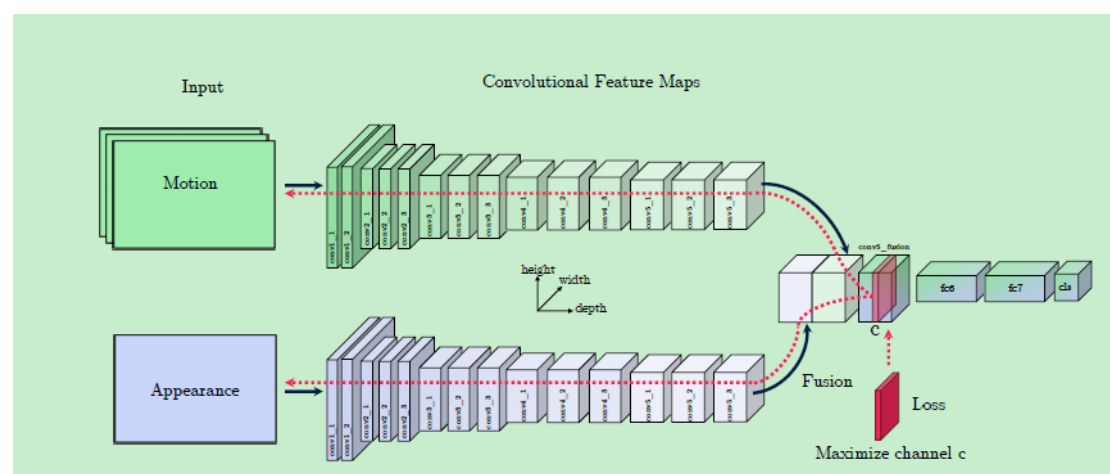 Input
Convolutional Feature Maps
Motion
conv1_1
conv1_2
conv2_1
conv2_2
conv2_3
conv3_1
conv3_2
conv3_3
conv4_1
conv4_2
conv4_3
conv5_1
conv5_2
conv5_3
conv5_fusion
height
width
depth
fc6
fc7
cls
C
Appearance
conv1_1
conv1_2
conv2_1
conv2_2
conv2_3
conv3_1
conv3_2
conv3_3
conv4_1
conv4_2
conv4_3
conv5_1
conv5_2
conv5_3
Fusion
Loss
Maximize channel c